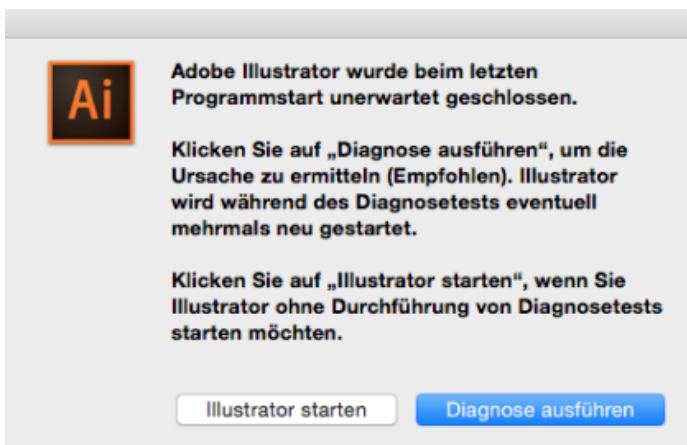 Ai
Adobe Illustrator wurde beim letzten
Programmstart unerwartet geschlossen.
Klicken Sie auf „Diagnose ausführen“, um die
Ursache zu ermitteln (Empfohlen). Illustrator
wird während des Diagnosetests eventuell
mehrmals neu gestartet.
Klicken Sie auf „Illustrator starten“, wenn Sie
Illustrator ohne Durchführung von Diagnosetests
starten möchten.
Illustrator starten
Diagnose ausführen